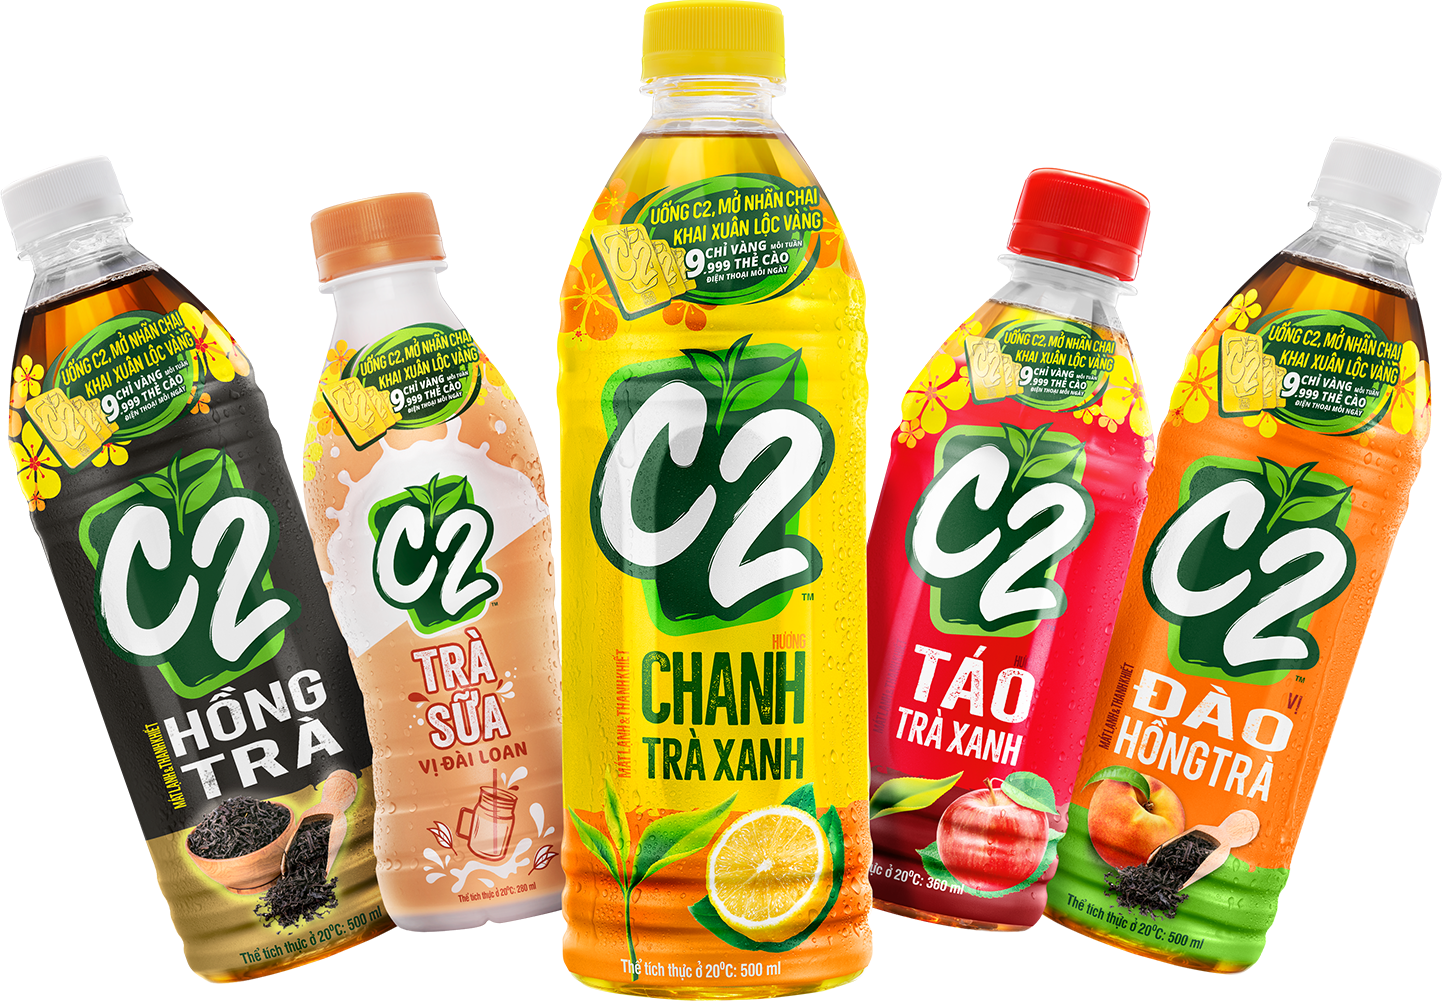 UỐNG C2, MỞ NHÃN CHAI
KHAI XUÂN LỘC VÀNG
9 CHỈ VÀNG MỖI TUẦN
9.999 THẺ CÀO
ĐIỆN THOẠI MỖI NGÀY
C2
HỒNG
TRÀ
MÁT LẠNH & THANH KHIẾT
Thể tích thực ở 20°C: 500 ml
UỐNG C2, MỞ NHÃN CHAI
KHAI XUÂN LỘC VÀNG
9 CHỈ VÀNG MỖI TUẦN
9.999 THẺ CÀO
ĐIỆN THOẠI MỖI NGÀY
C2
TM
TRÀ
SỮA
VỊ ĐÀI LOAN
Thể tích thực ở 20°C: 280 ml
UỐNG C2, MỞ NHÃN CHAI
KHAI XUÂN LỘC VÀNG
9 CHỈ VÀNG MỖI TUẦN
9.999 THẺ CÀO
ĐIỆN THOẠI MỖI NGÀY
C2
TM
HƯƠNG
CHANH
TRÀ XANH
MÁT LẠNH & THANH KHIẾT
Thể tích thực ở 20°C: 500 ml
UỐNG C2, MỞ NHÃN CHAI
KHAI XUÂN LỘC VÀNG
9 CHỈ VÀNG MỖI TUẦN
9.999 THẺ CÀO
ĐIỆN THOẠI MỖI NGÀY
C2
TÁO
TRÀ XANH
ở 20°C: 360 ml
UỐNG C2, MỞ NHÃN CHAI
KHAI XUÂN LỘC VÀNG
9 CHỈ VÀNG MỖI TUẦN
9.999 THẺ CÀO
ĐIỆN THOẠI MỖI NGÀY
C2
TM
VỊ
ĐÀO
HỒNG TRÀ
MÁT LẠNH & THANH KHIẾT
Thể tích thực ở 20°C: 500 ml